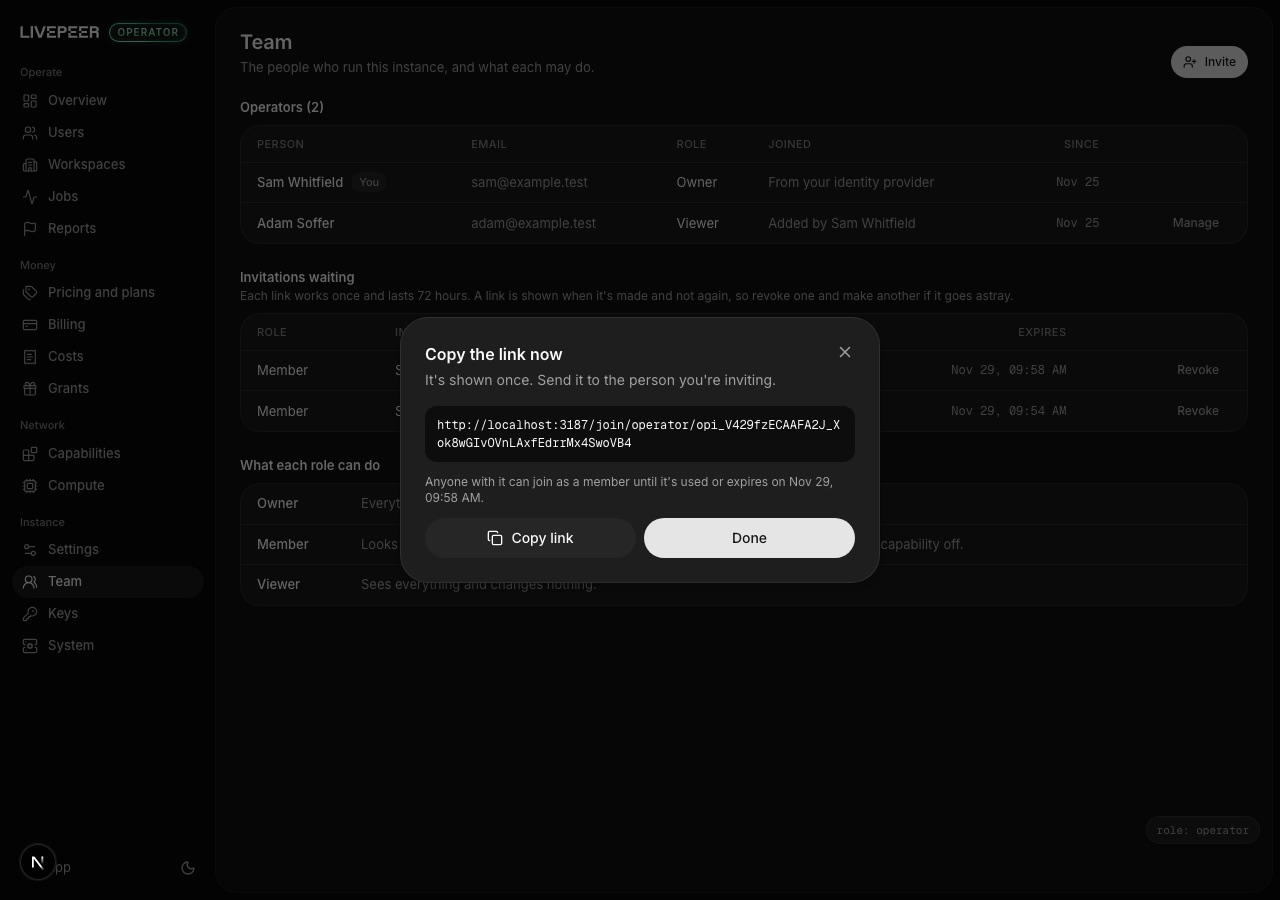 LIVEPEER OPERATOR
Operate
Overview
Users
Workspaces
Jobs
Reports
Money
Pricing and plans
Billing
Costs
Grants
Network
Capabilities
Compute
Instance
Settings
Team
Keys
System
Team
The people who run this instance, and what each may do.
Invite
Operators (2)
PERSON EMAIL ROLE JOINED SINCE
Sam Whitfield You sam@example.test Owner From your identity provider Nov 25
Adam Soffer adam@example.test Viewer Added by Sam Whitfield Nov 25 Manage
Invitations waiting
Each link works once and lasts 72 hours. A link is shown when it's made and not again, so revoke one and make another if it goes astray.
ROLE EXPIRES
Member Nov 29, 09:58 AM Revoke
Member Nov 29, 09:54 AM Revoke
What each role can do
Owner
Member Looks capability off.
Viewer Sees everything and changes nothing.
Copy the link now
It's shown once. Send it to the person you're inviting.
http://localhost:3187/join/operator/opi_V429fzECAAFA2J_X
ok8wGIvOVnLAxfEdrrMx4SwoVB4
Anyone with it can join as a member until it's used or expires on Nov 29,
09:58 AM.
Copy link
Done
role: operator